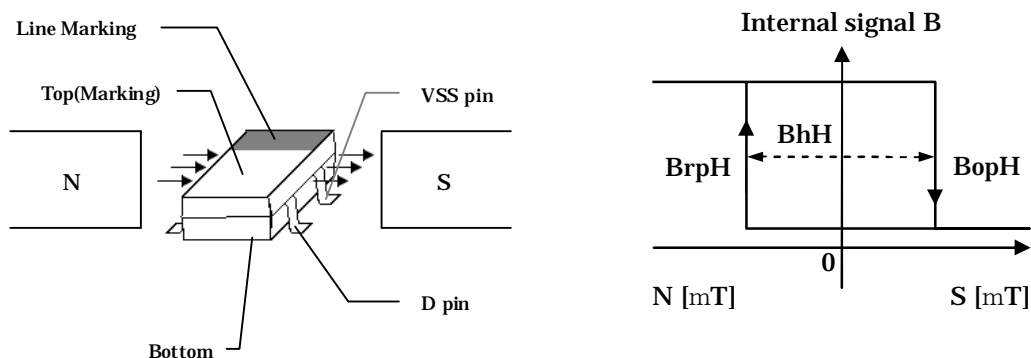 Line Marking
Top(Marking)
VSS pin
N
S
D pin
Bottom
Internal signal B
BhH
BrpH
BopH
0
N [mT]
S [mT]